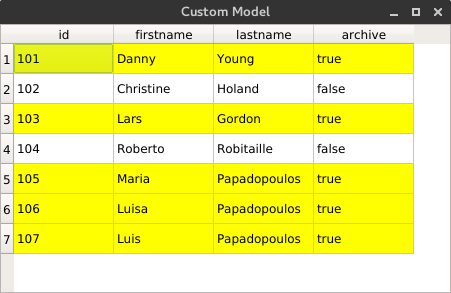 Custom Model
id firstname lastname archive
1 101 Danny Young true
2 102 Christine Holand false
3 103 Lars Gordon true
4 104 Roberto Robitaille false
5 105 Maria Papadopoulos true
6 106 Luisa Papadopoulos true
7 107 Luis Papadopoulos true